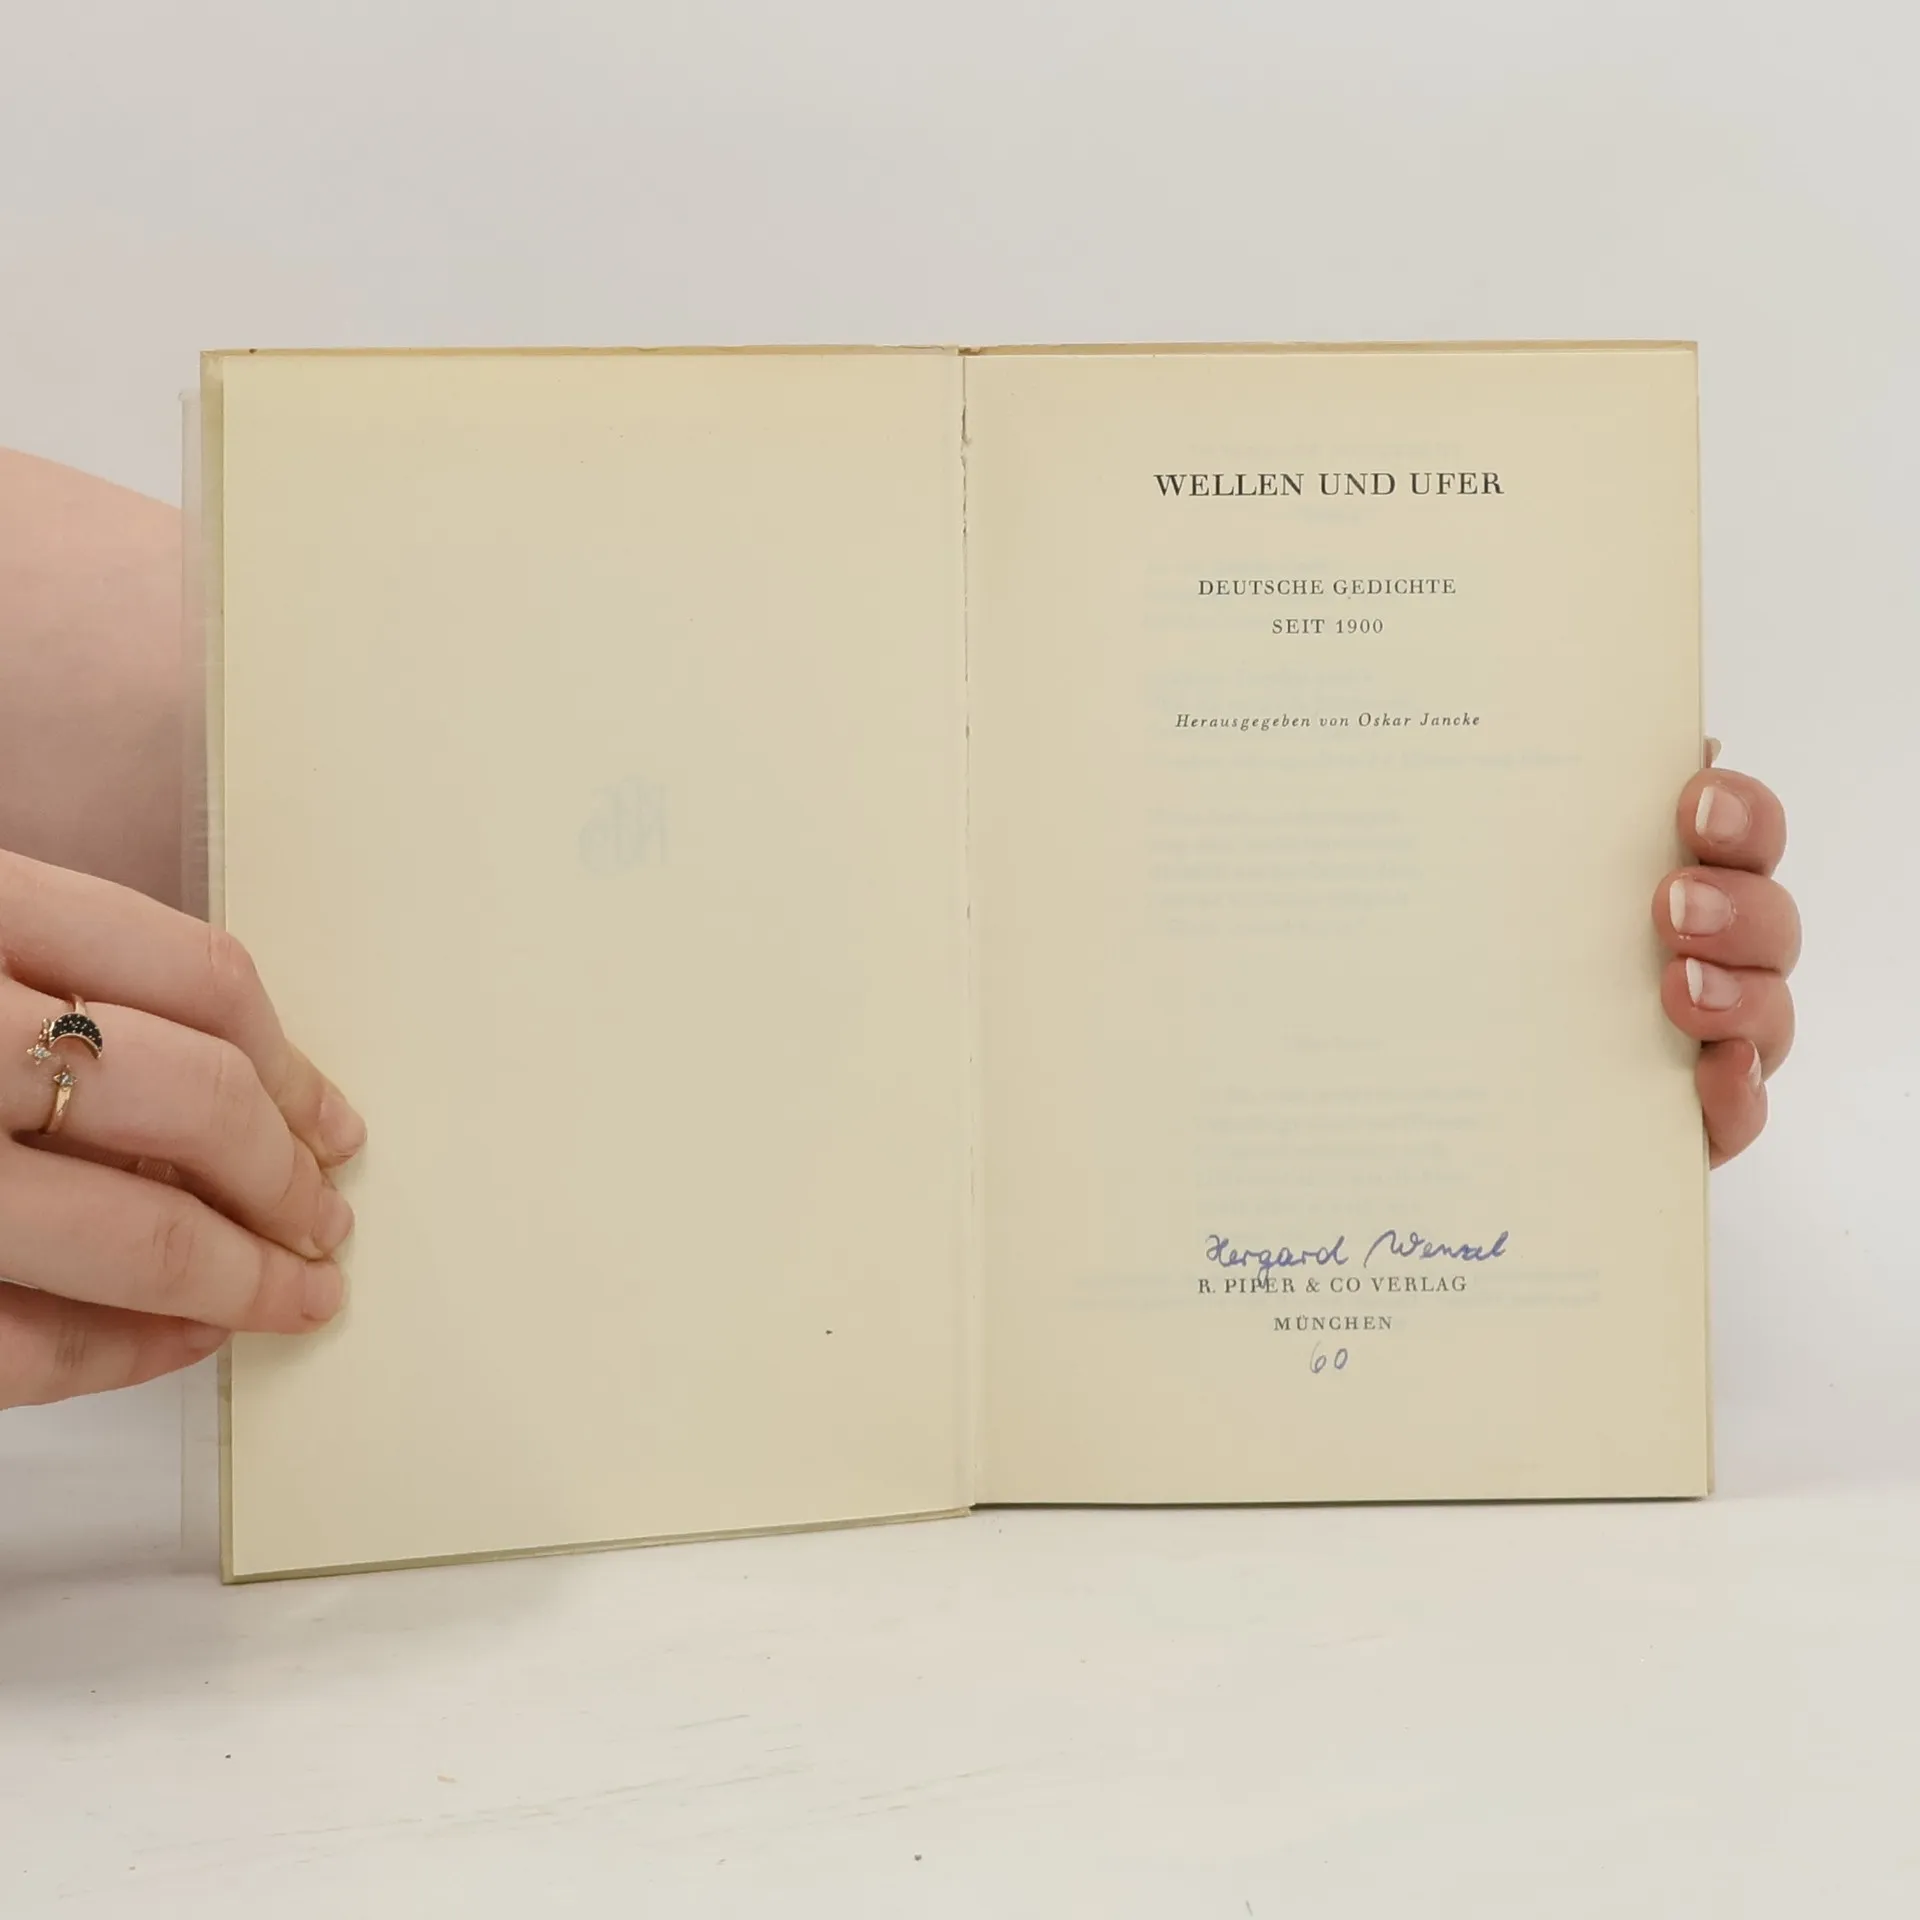 WELLEN UND UFER
DEUTSCHE GEDICHTE
SEIT 1900
Herausgegeben von Oskar Jancke
Hergard Wenzel
R. PIPER & CO VERLAG
MÜNCHEN
60